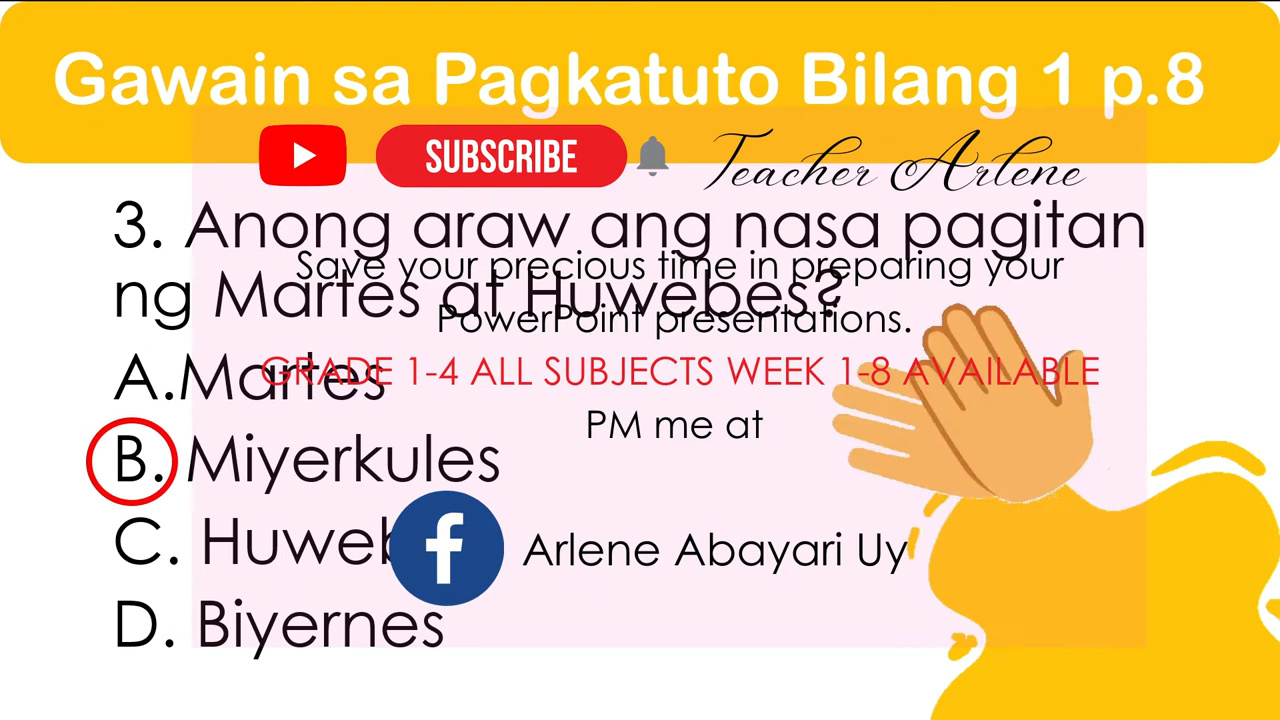 Gawain sa Pagkatuto Bilang 1 p.8
SUBSCRIBE
Teacher Arlene
3. Anong araw ang nasa pagitan
ng Martes at Huwebes?
Save your precious time in preparing your
PowerPoint presentations.
A.Martes
GRADE 1-4 ALL SUBJECTS WEEK 1-8 AVAILABLE
PM me at
B. Miyerkules
C. Huweb
f Arlene Abayari Uy
D. Biyernes